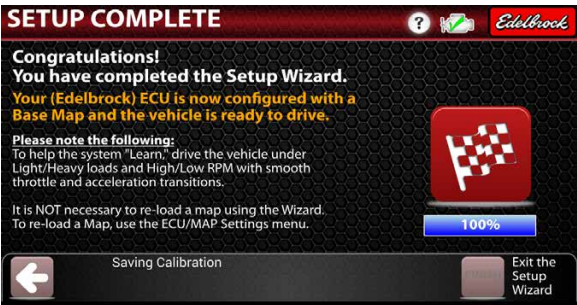 SETUP COMPLETE
?
Edelbrock
Congratulations!
You have completed the Setup Wizard.
Your (Edelbrock) ECU is now configured with a
Base Map and the vehicle is ready to drive.
Please note the following:
To help the system "Learn," drive the vehicle under
Light/Heavy loads and High/Low RPM with smooth
throttle and acceleration transitions.
It is NOT necessary to re-load a map using the Wizard.
To re-load a Map, use the ECU/MAP Settings menu.
100%
Saving Calibration
Exit the
Setup
Wizard